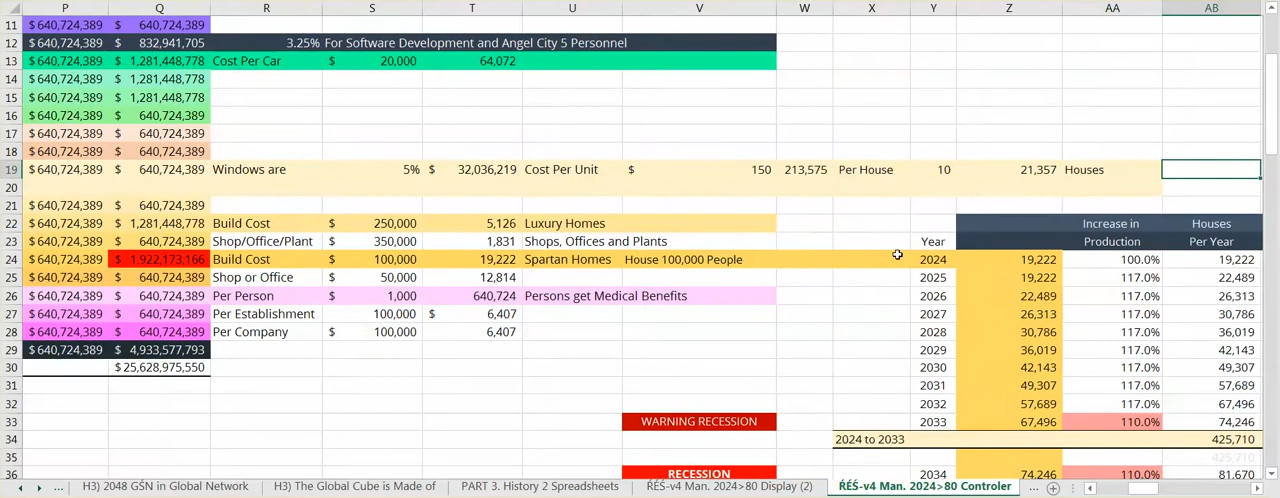 P Q R S T U V W X Y Z AA AB
11 $ 640,724,389 $ 640,724,389
12 $ 640,724,389 $ 832,941,705 3.25% For Software Development and Angel City 5 Personnel
13 $ 640,724,389 $ 1,281,448,778 Cost Per Car $ 20,000 64,072
14 $ 640,724,389 $ 1,281,448,778
15 $ 640,724,389 $ 1,281,448,778
16 $ 640,724,389 $ 640,724,389
17 $ 640,724,389 $ 640,724,389
18 $ 640,724,389 $ 640,724,389
19 $ 640,724,389 $ 640,724,389 Windows are 5% $ 32,036,219 Cost Per Unit $ 150 213,575 Per House 10 21,357 Houses
20
21 $ 640,724,389 $ 640,724,389
22 $ 640,724,389 $ 1,281,448,778 Build Cost $ 250,000 5,126 Luxury Homes Increase in Houses
23 $ 640,724,389 $ 640,724,389 Shop/Office/Plant $ 350,000 1,831 Shops, Offices and Plants Year Production Per Year
24 $ 640,724,389 $ 1,922,173,166 Build Cost $ 100,000 19,222 Spartan Homes House 100,000 People 2024 19,222 100.0% 19,222
25 $ 640,724,389 $ 640,724,389 Shop or Office $ 50,000 12,814 2025 19,222 117.0% 22,489
26 $ 640,724,389 $ 640,724,389 Per Person $ 1,000 640,724 Persons get Medical Benefits 2026 22,489 117.0% 26,313
27 $ 640,724,389 $ 640,724,389 Per Establishment 100,000 $ 6,407 2027 26,313 117.0% 30,786
28 $ 640,724,389 $ 640,724,389 Per Company $ 100,000 6,407 2028 30,786 117.0% 36,019
29 $ 640,724,389 $ 4,933,577,793 2029 36,019 117.0% 42,143
30 $ 25,628,975,550 2030 42,143 117.0% 49,307
31 2031 49,307 117.0% 57,689
32 2032 57,689 117.0% 67,496
33 WARNING RECESSION 2033 67,496 110.0% 74,246
34 2024 to 2033 425,710
35 425,710
36 RECESSION 2034 74,246 110.0% 81,670
... H3) 2048 GŚN in Global Network H3) The Global Cube is Made of PART 3. History 2 Spreadsheets ŔÉŚ-v4 Man. 2024>80 Display (2) ŔÉŚ-v4 Man. 2024>80 Controler ...